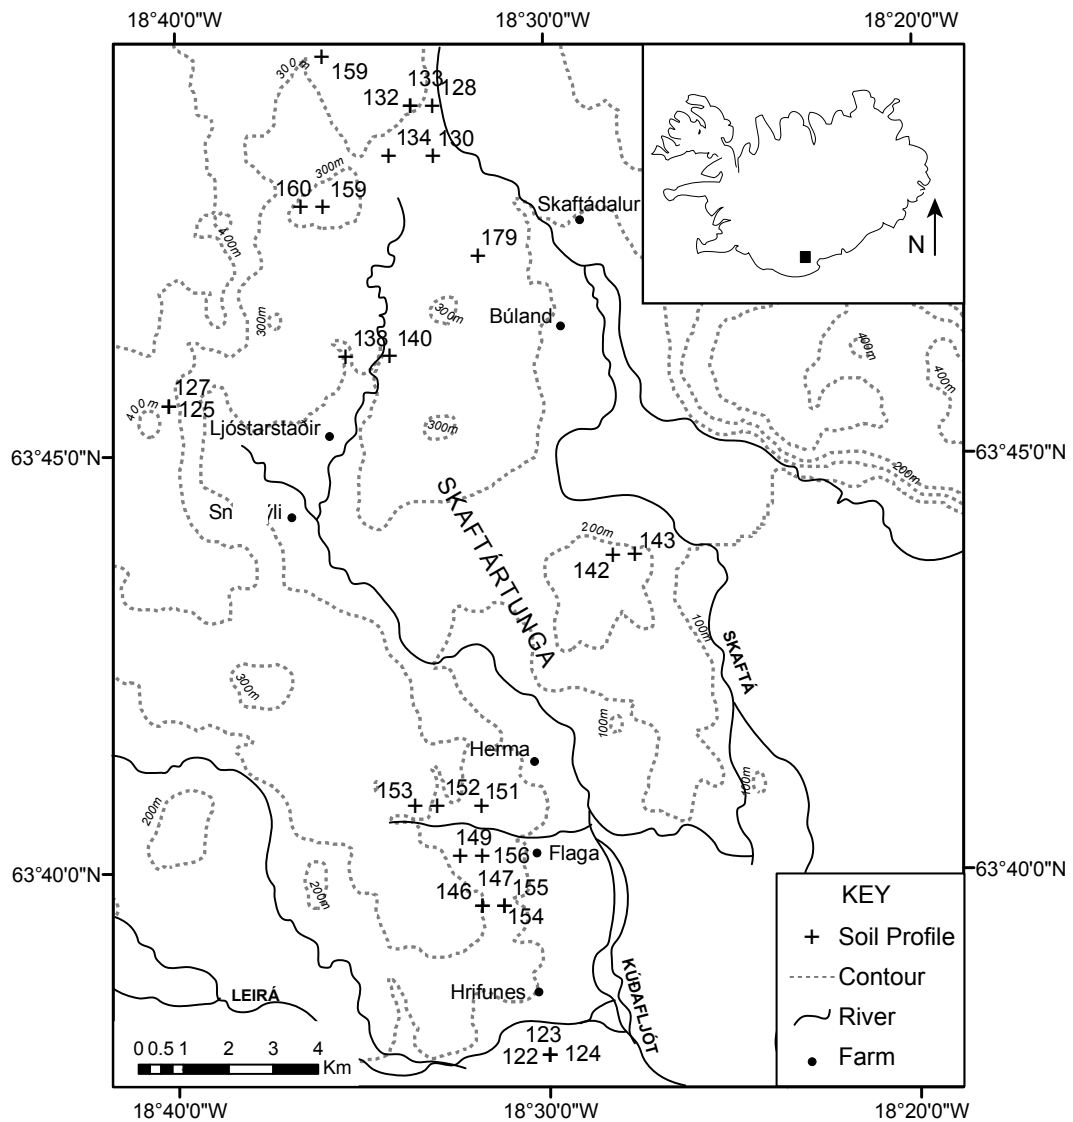 18°40'0"W
18°30'0"W
18°20'0"W
300m
159
133
132
128
134
130
300m
160
159
Skaftádalur
N
400m
179
300m
300m
Búland
138
140
400m
400m
127
125
400m
Ljóstarstaðir
300m
63°45'0"N
63°45'0"N
200m
SKAFTÁRTUNGA
Sn
li
200m
143
142
100m
SKAFTÁ
300m
100m
Herma
100m
153
152
151
200m
149
156
Flaga
63°40'0"N
63°40'0"N
200m
146
147
155
154
KEY
Soil Profile
Contour
River
Farm
KÚÐAFLJÓT
LEIRÁ
Hrifunes
123
122
124
0 0.5 1 2 3 4
Km
18°40'0"W
18°30'0"W
18°20'0"W